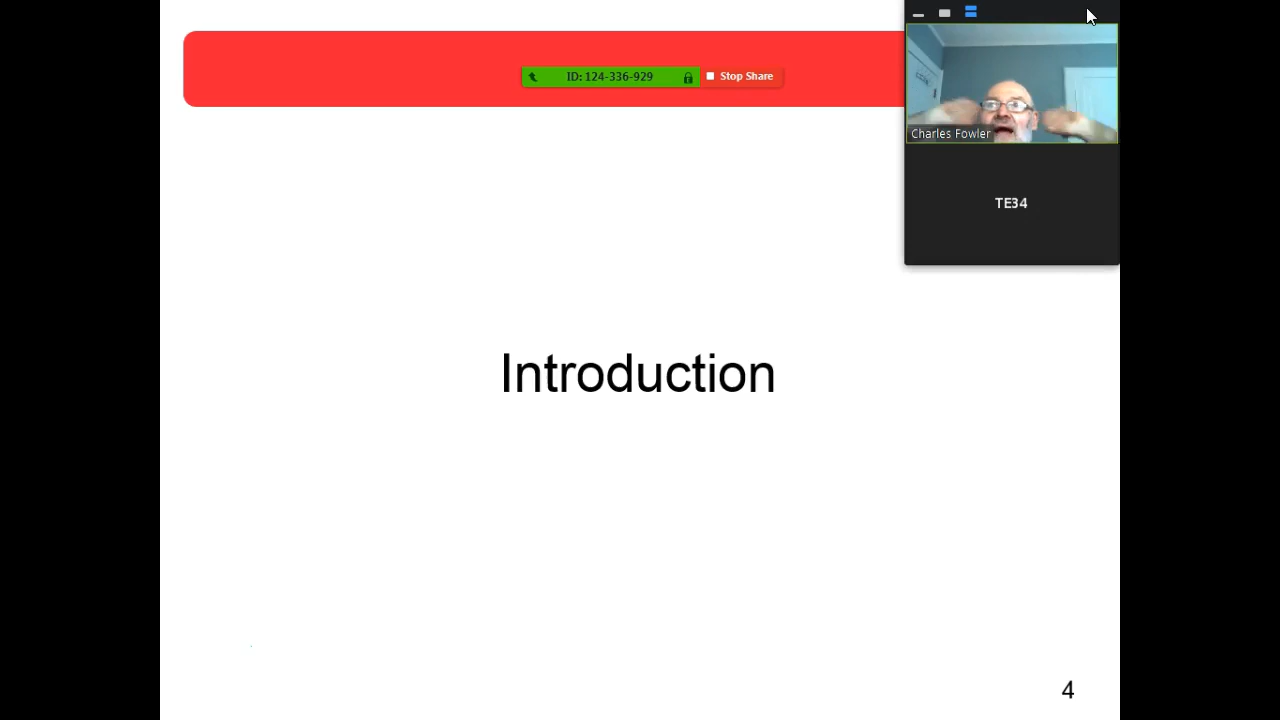 ID: 124-336-929
Stop Share
Charles Fowler
TE34
Introduction
4